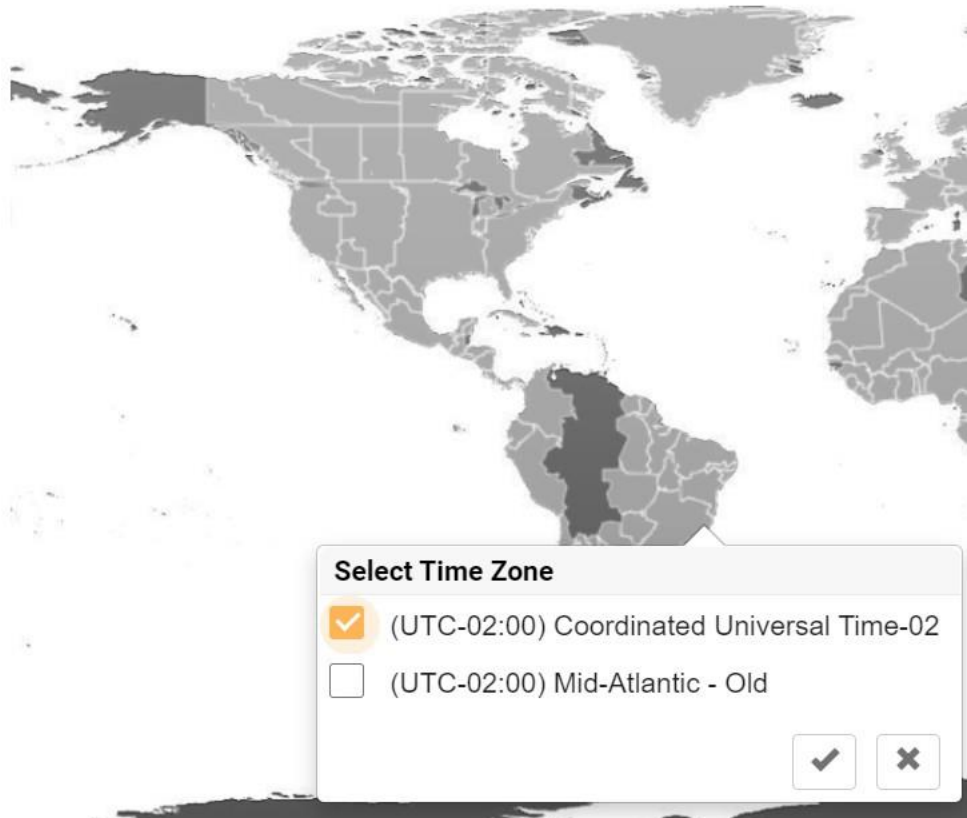 Select Time Zone
(UTC-02:00) Coordinated Universal Time-02
(UTC-02:00) Mid-Atlantic - Old